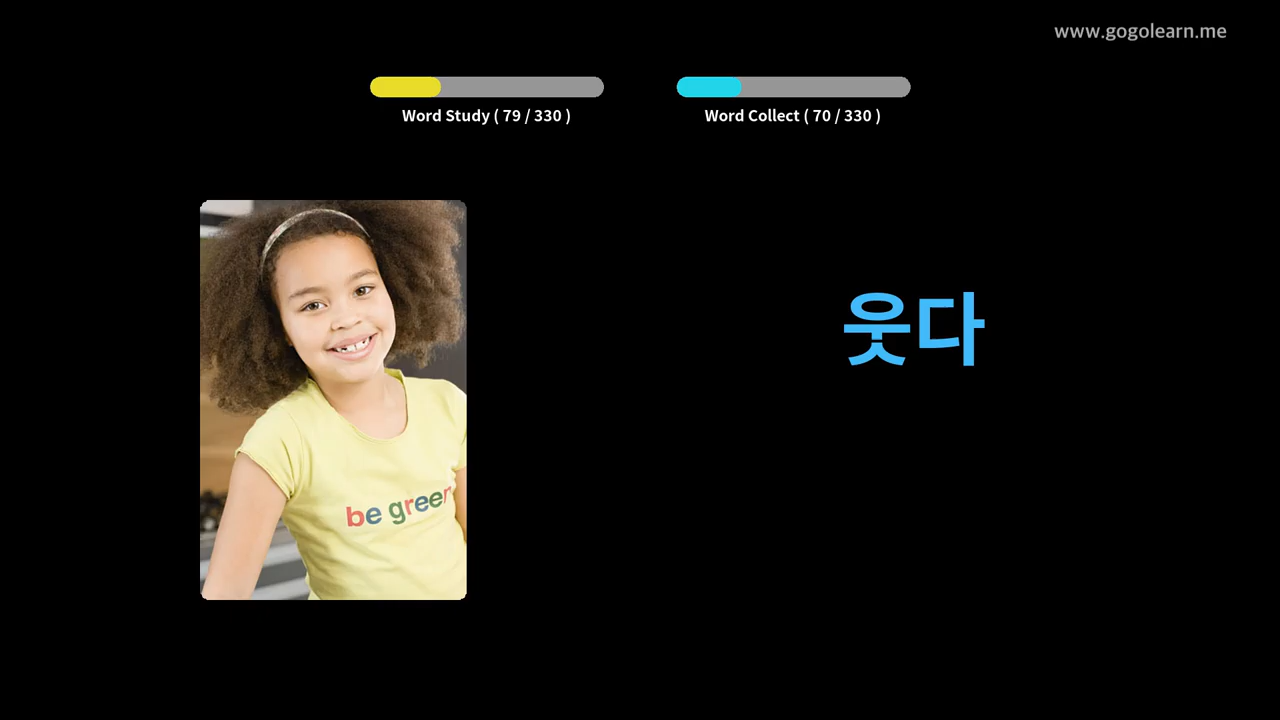 www.gogolearn.me
Word Study ( 79 / 330 )
Word Collect ( 70 / 330 )
웃다
be green